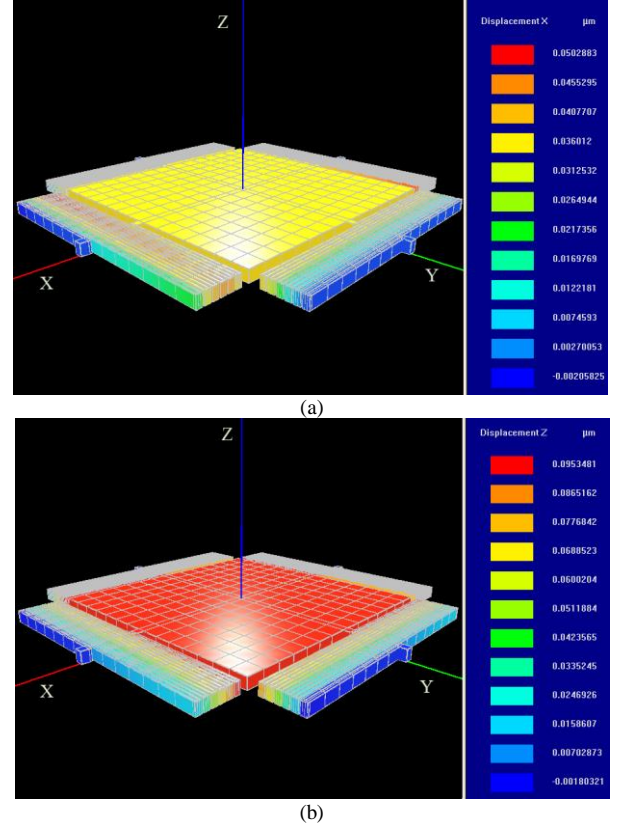 Z
X
Y
Displacement X µm
0.0502883
0.0455295
0.0407707
0.036012
0.0312532
0.0264944
0.0217356
0.0169769
0.0122181
0.0074593
0.00270053
-0.00205825
(a)
Z
X
Y
Displacement Z µm
0.0953481
0.0865162
0.0776842
0.0688523
0.0600204
0.0511884
0.0423565
0.0335245
0.0246926
0.0158607
0.00702873
-0.00180321
(b)